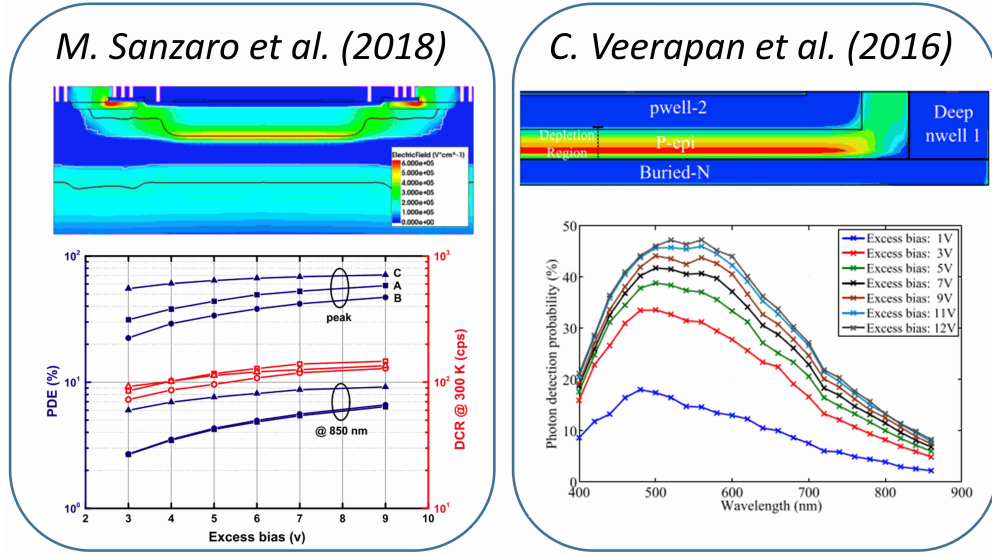 M. Sanzaro et al. (2018)
ElectricField (V*cm^-1)
6.000e+05
5.000e+05
4.000e+05
3.000e+05
2.000e+05
1.000e+05
0.000e+00
10²
10³
C
A
B
peak
PDE (%)
10¹
10²
DCR @ 300 K (cps)
@ 850 nm
10⁰
10¹
2 3 4 5 6 7 8 9 10
Excess bias (v)
C. Veerapan et al. (2016)
pwell-2
Deep
nwell 1
Depletion
Region
P-epi
Buried-N
50
40
30
20
10
0
Photon detection probability (%)
Excess bias: 1V
Excess bias: 3V
Excess bias: 5V
Excess bias: 7V
Excess bias: 9V
Excess bias: 11V
Excess bias: 12V
400 500 600 700 800 900
Wavelength (nm)